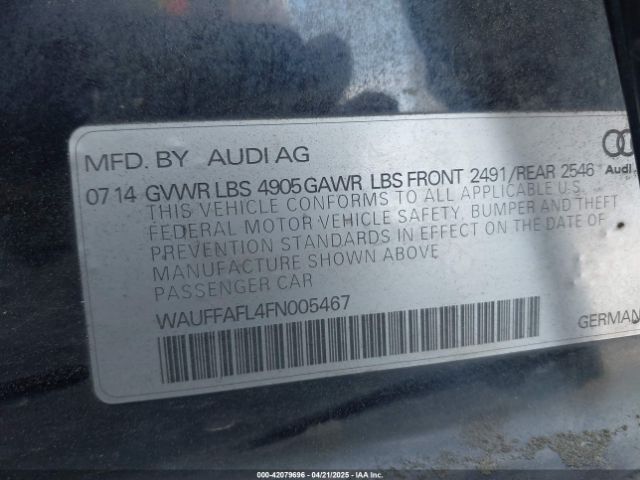 MFD. BY AUDI AG
07 14 GVWR LBS 4905 GAWR LBS FRONT 2491/REAR 2546
THIS VEHICLE CONFORMS TO ALL APPLICABLE U.S.
FEDERAL MOTOR VEHICLE SAFETY, BUMPER AND THEFT
PREVENTION STANDARDS IN EFFECT ON THE DATE OF
MANUFACTURE SHOWN ABOVE
PASSENGER CAR
WAUFFAFL4FN005467
GERMAN
000-42079696 04/21/2025 - AUCTION